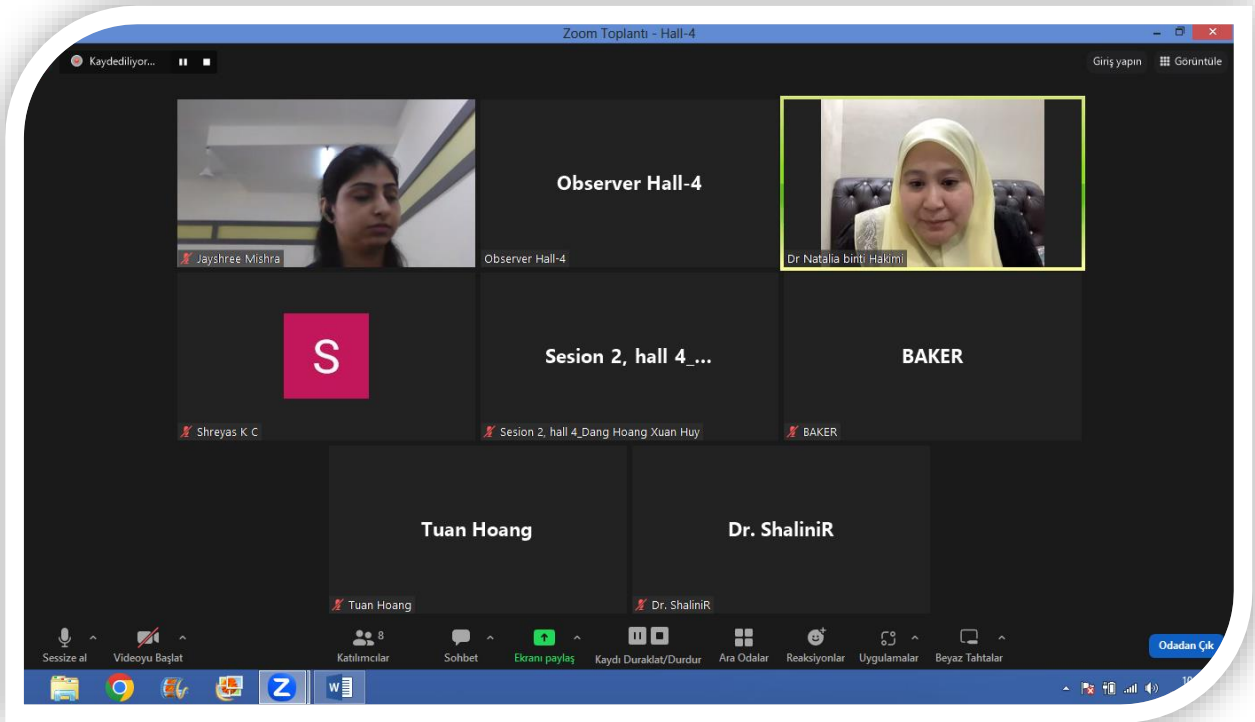 Zoom Toplantı - Hall-4
Kaydediliyor...
Giriş yapın
Görüntüle
Jayshree Mishra
Observer Hall-4
Observer Hall-4
Dr Natalia binti Hakimi
S
Shreyas K C
Sesion 2, hall 4_...
Sesion 2, hall 4_Dang Hoang Xuan Huy
BAKER
BAKER
Tuan Hoang
Tuan Hoang
Dr. ShaliniR
Dr. ShaliniR
Sessize al
Videoyu Başlat
8
Katılımcılar
Sohbet
Ekranı paylaş
Kaydı Duraklat/Durdur
Ara Odalar
Reaksiyonlar
Uygulamalar
Beyaz Tahtalar
Odadan Çık